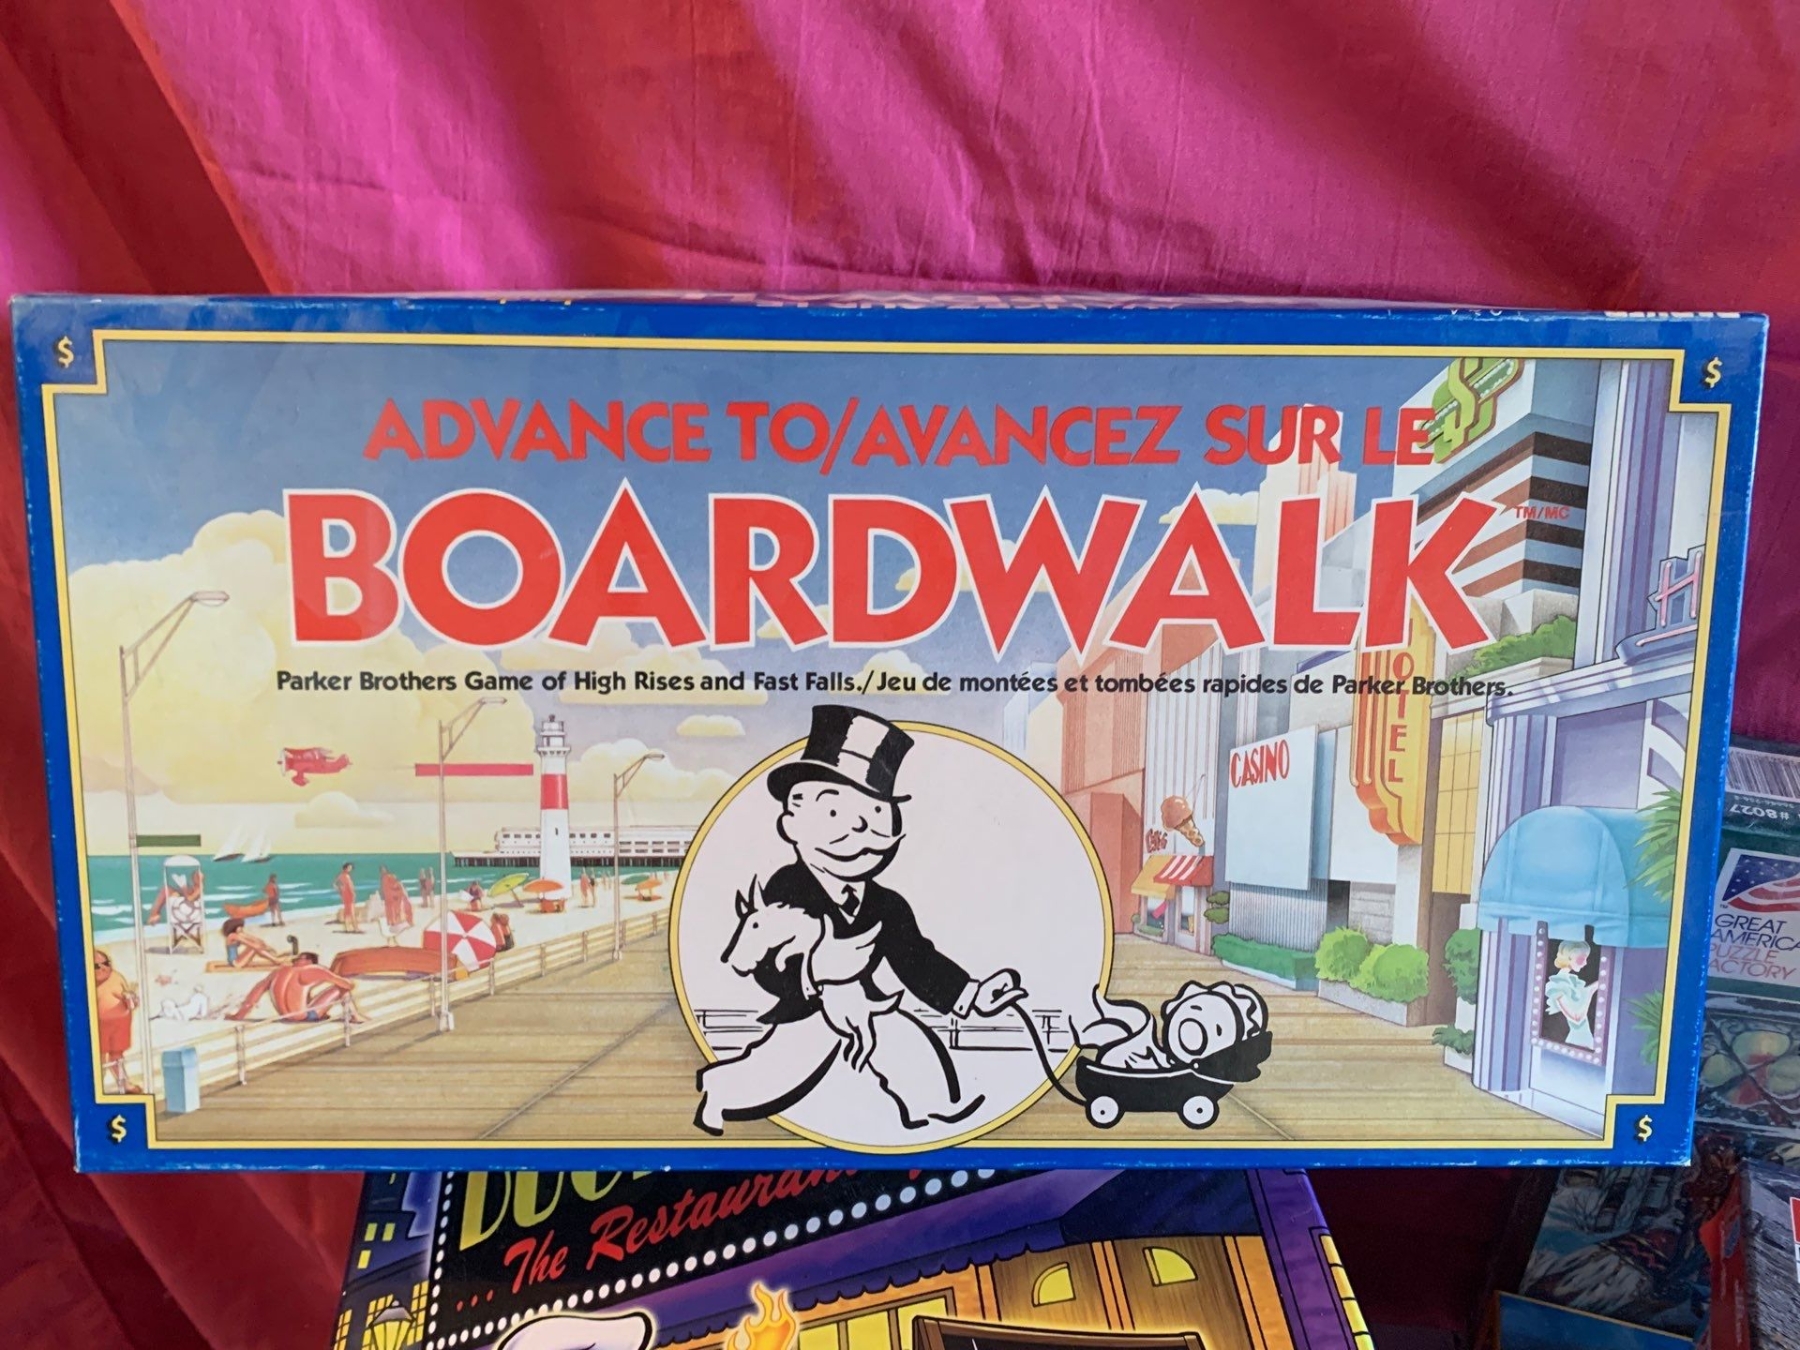 $
$
ADVANCE TO/AVANCEZ SUR LE
BOARDWALK TM/MC
Parker Brothers Game of High Rises and Fast Falls./Jeu de montées et tombées rapides de Parker Brothers.
H
HOTEL
CASINO
$
$
#8027
GREAT
AMERICA
PUZZLE
FACTORY
...The Restaurant